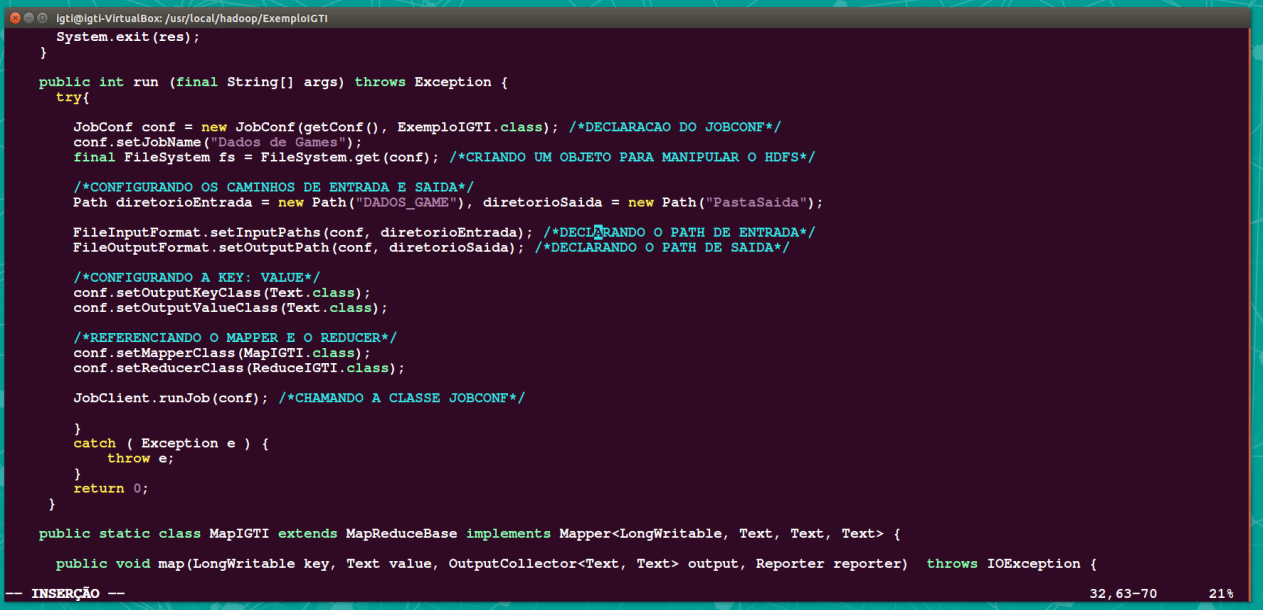 igti@igti-VirtualBox: /usr/local/hadoop/ExemploIGTI
System.exit(res);
}
public int run (final String[] args) throws Exception {
try{
JobConf conf = new JobConf(getConf(), ExemploIGTI.class); /*DECLARACAO DO JOBCONF*/
conf.setJobName("Dados de Games");
final FileSystem fs = FileSystem.get(conf); /*CRIANDO UM OBJETO PARA MANIPULAR O HDFS*/
/*CONFIGURANDO OS CAMINHOS DE ENTRADA E SAIDA*/
Path diretorioEntrada = new Path("DADOS_GAME"), diretorioSaida = new Path("PastaSaida");
FileInputFormat.setInputPaths(conf, diretorioEntrada); /*DECLARANDO O PATH DE ENTRADA*/
FileOutputFormat.setOutputPath(conf, diretorioSaida); /*DECLARANDO O PATH DE SAIDA*/
/*CONFIGURANDO A KEY: VALUE*/
conf.setOutputKeyClass(Text.class);
conf.setOutputValueClass(Text.class);
/*REFERENCIANDO O MAPPER E O REDUCER*/
conf.setMapperClass(MapIGTI.class);
conf.setReducerClass(ReduceIGTI.class);
JobClient.runJob(conf); /*CHAMANDO A CLASSE JOBCONF*/
}
catch ( Exception e ) {
throw e;
}
return 0;
}
public static class MapIGTI extends MapReduceBase implements Mapper<LongWritable, Text, Text, Text> {
public void map(LongWritable key, Text value, OutputCollector<Text, Text> output, Reporter reporter)  throws IOException {
-- INSERÇÃO -- 32,63-70 21%